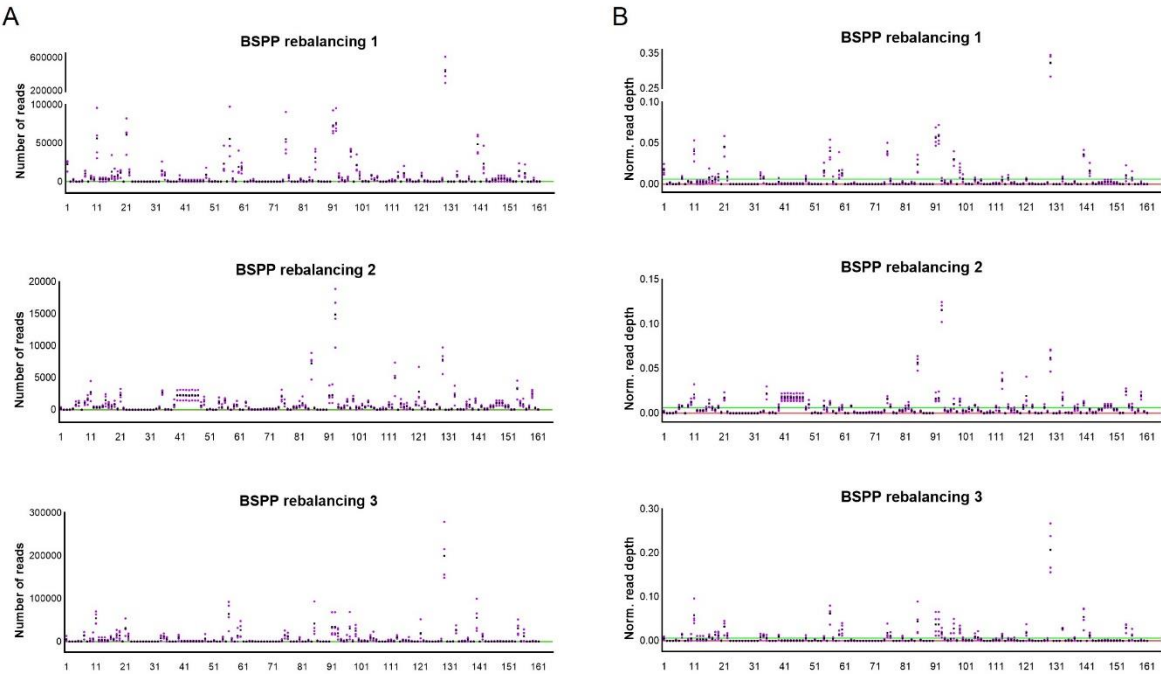 A
BSPP rebalancing 1
Number of reads
600000
200000
100000
50000
0
1 11 21 31 41 51 61 71 81 91 101 111 121 131 141 151 161
BSPP rebalancing 2
Number of reads
20000
15000
10000
5000
0
1 11 21 31 41 51 61 71 81 91 101 111 121 131 141 151 161
BSPP rebalancing 3
Number of reads
300000
200000
100000
0
1 11 21 31 41 51 61 71 81 91 101 111 121 131 141 151 161
B
BSPP rebalancing 1
Norm. read depth
0.35
0.25
0.10
0.05
0.00
1 11 21 31 41 51 61 71 81 91 101 111 121 131 141 151 161
BSPP rebalancing 2
Norm. read depth
0.15
0.10
0.05
0.00
1 11 21 31 41 51 61 71 81 91 101 111 121 131 141 151 161
BSPP rebalancing 3
Norm. read depth
0.30
0.20
0.10
0.00
1 11 21 31 41 51 61 71 81 91 101 111 121 131 141 151 161